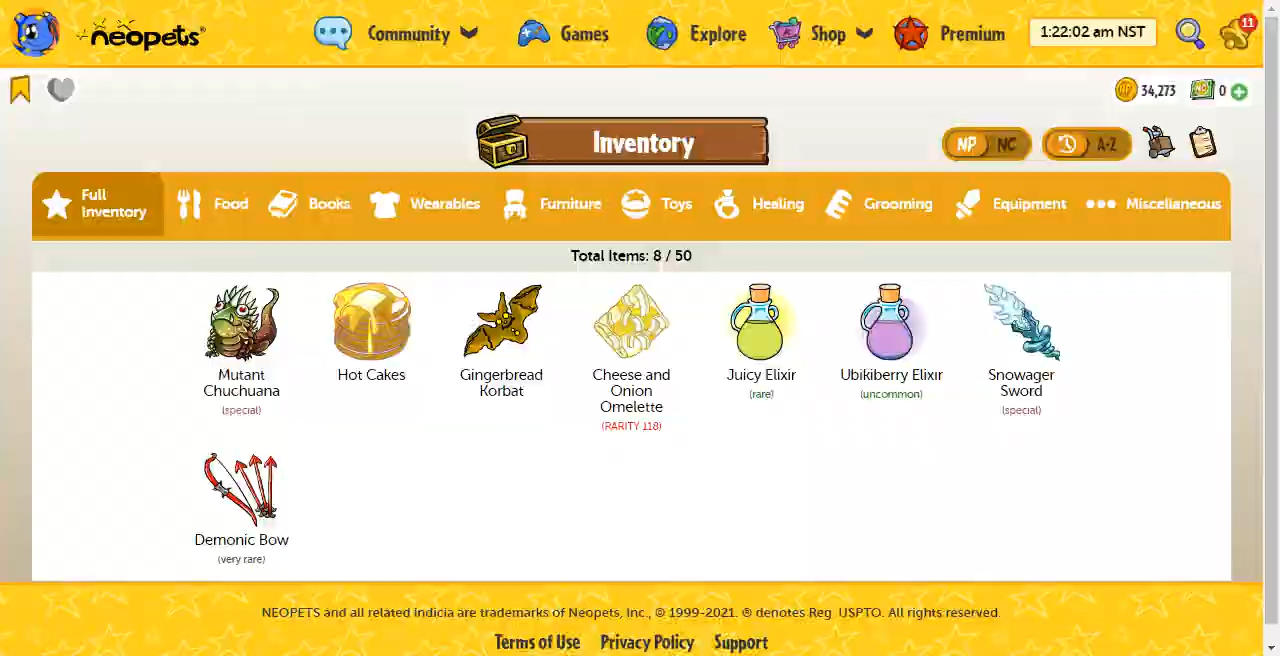 neopets
Community
Games
Explore
Shop
Premium
1:22:02 am NST
11
34,273
0
Inventory
NP
NC
A-Z
Full
Inventory
Food
Books
Wearables
Furniture
Toys
Healing
Grooming
Equipment
Miscellaneous
Total Items: 8 / 50
Mutant
Chuchuana
(special)
Hot Cakes
Gingerbread
Korbat
Cheese and
Onion
Omelette
(RARITY 118)
Juicy Elixir
(rare)
Ubikiberry Elixir
(uncommon)
Snowager
Sword
(special)
Demonic Bow
(very rare)
NEOPETS and all related indicia are trademarks of Neopets, Inc., © 1999-2021. ® denotes Reg. USPTO. All rights reserved.
Terms of Use
Privacy Policy
Support